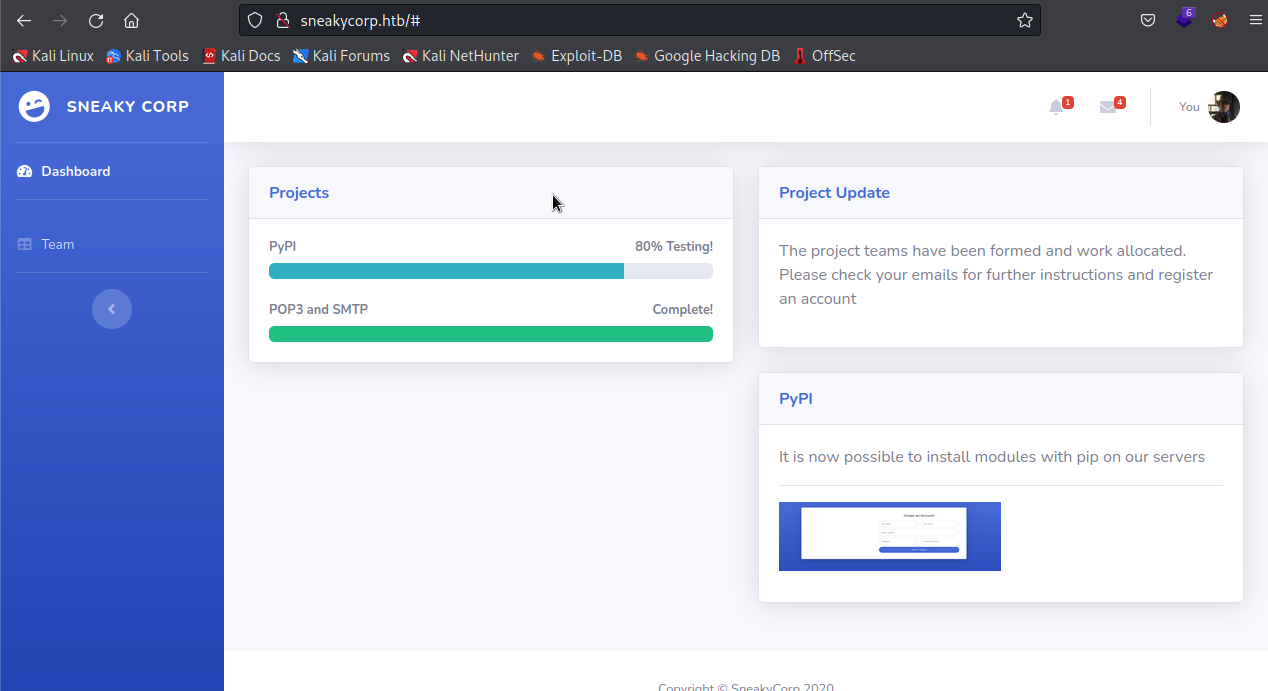 sneakycorp.htb/#
6
Kali Linux Kali Tools Kali Docs Kali Forums Kali NetHunter Exploit-DB Google Hacking DB OffSec
SNEAKY CORP
1
4
You
Dashboard
Team
Projects
PyPI 80% Testing!
POP3 and SMTP Complete!
Project Update
The project teams have been formed and work allocated.
Please check your emails for further instructions and register
an account
PyPI
It is now possible to install modules with pip on our servers
Create an Account!
Copyright © SneakyCorp 2020